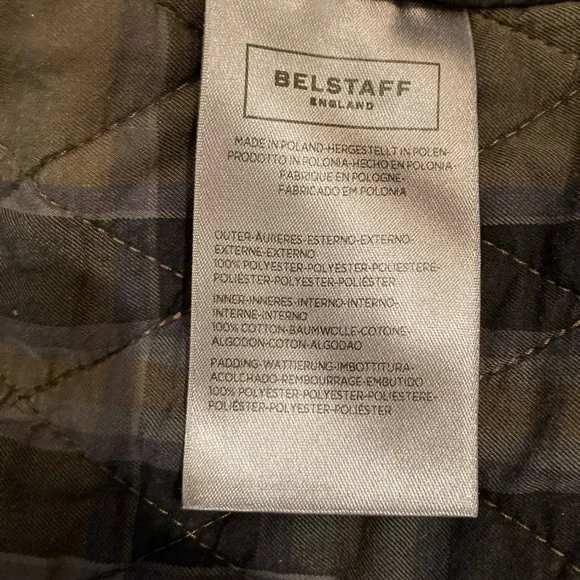 BELSTAFF
ENGLAND
MADE IN POLAND-HERGESTELLT IN POLEN-
PRODOTTO IN POLONIA-HECHO EN POLONIA-
FABRIQUE EN POLOGNE-
FABRICADO EM POLONIA
OUTER-ÄUßERES-ESTERNO-EXTERNO-
EXTERNE-EXTERNO
100% POLYESTER-POLYESTER-POLIESTERE-
POLIÉSTER-POLYESTER-POLIÉSTER
INNER-INNERES-INTERNO-INTERNO-
INTERNE-INTERNO
100% COTTON-BAUMWOLLE-COTONE-
ALGODON-COTON-ALGODAO
PADDING-WATTIERUNG-IMBOTTITURA-
ACOLCHADO-REMBOURRAGE-EMBUTIDO
100% POLYESTER-POLYESTER-POLIESTERE-
POLIÉSTER-POLYESTER-POLIÉSTER